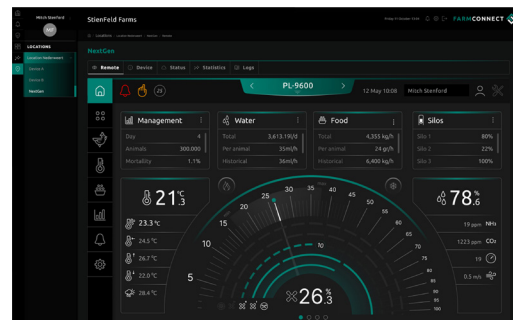 Mitch Stenford
MF
StienFeld Farms
FARMCONNECT
LOCATIONS
NextGen
NextGen
Remote
Device
Status
Statistics
Logs
PL-9600
12 May 10:08
Mitch Stenford
Management
Day 4
Animals 300.000
Mortality 1.1%
Water
Total 3,613.19l/d
Per animal 35ml/h
Historical 36ml/h
Food
Total 4,355 kg/h
Per animal 24 gr/h
Historical 6,400 kg/h
Silos
Silo 1 80%
Silo 2 22%
Silo 3 100%
21.3 °C
23.3 °C
24.5 °C
26.7 °C
22.0 °C
28.4 °C
5
10
15
20
25
30
35
40
45
50
55
60
65
70
75
80
85
90
95
100
10
26.3 %
78.6 %
19 ppm NH₃
1223 ppm CO₂
19
0.5 m/s